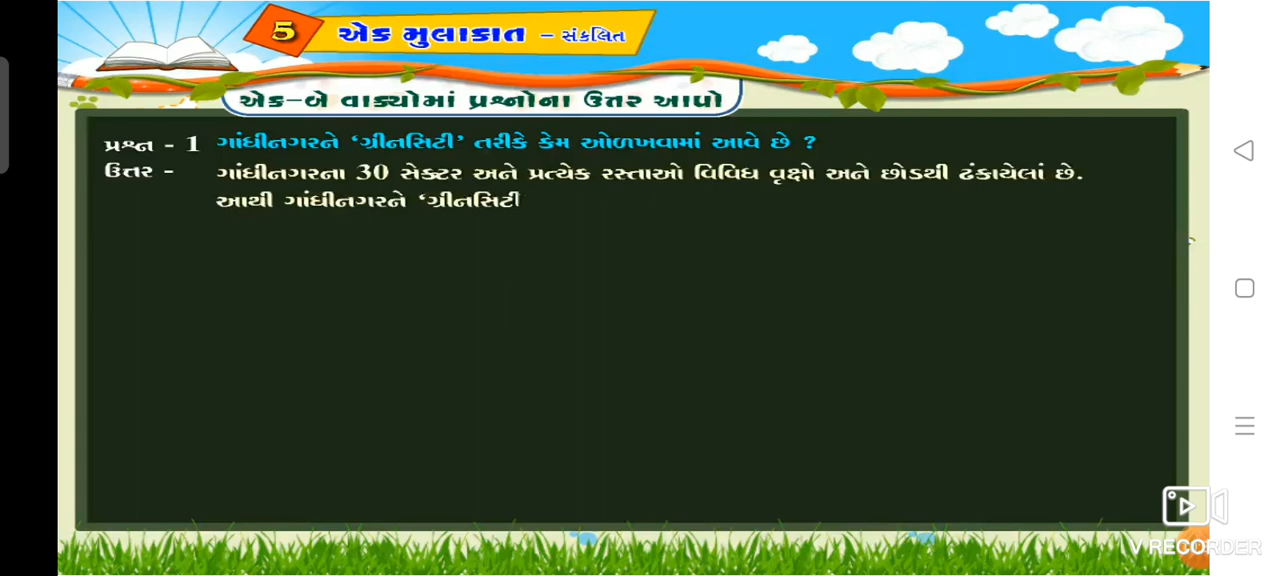 5 એક મુલાકાત - સંકલિત
એક-બે વાક્યોમાં પ્રશ્નોના ઉત્તર આપો
પ્રશ્ન - 1 ગાંધીનગરને ‘ગ્રીનસિટી’ તરીકે કેમ ઓળખવામાં આવે છે ?
ઉત્તર - ગાંધીનગરના 30 સેક્ટર અને પ્રત્યેક રસ્તાઓ વિવિધ વૃક્ષો અને છોડથી ઢંકાયેલાં છે.
આથી ગાંધીનગરને ‘ગ્રીનસિટી
V RECORDER